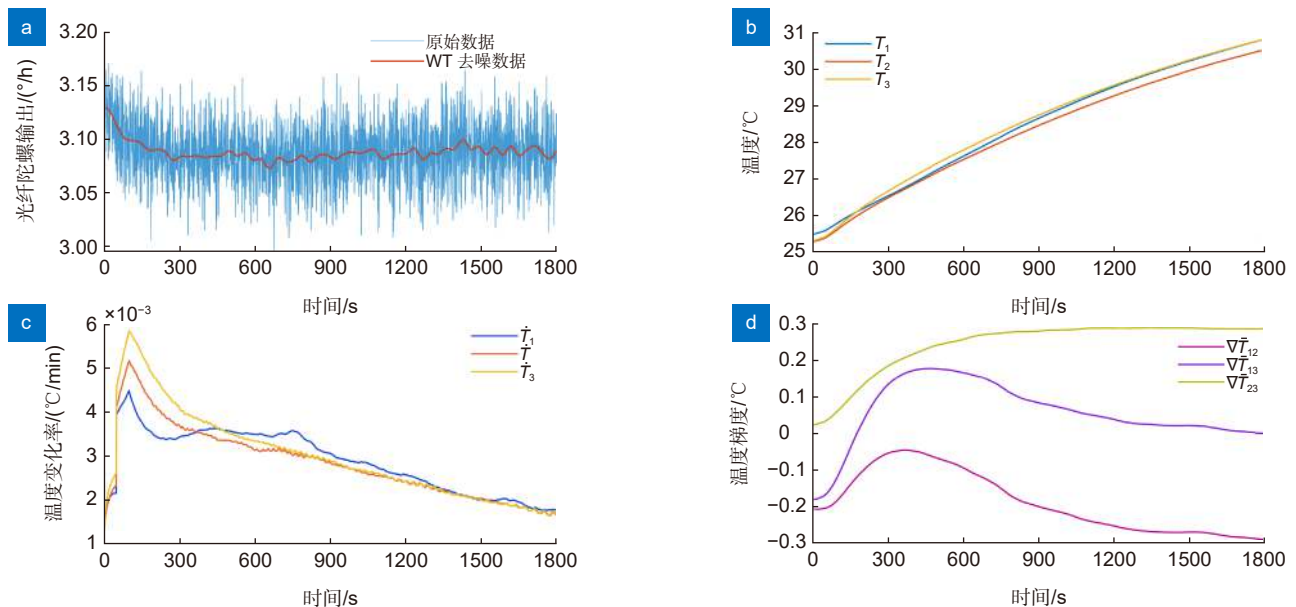 a
3.20
3.15
3.10
3.05
3.00
光纤陀螺输出/(°/h)
原始数据
WT 去噪数据
0 300 600 900 1200 1500 1800
时间/s
b
31
30
29
28
27
26
25
温度/℃
T₁
T₂
T₃
0 300 600 900 1200 1500 1800
时间/s
c
×10⁻³
6
5
4
3
2
1
温度变化率/(℃/min)
Ṫ₁
Ṫ
Ṫ₃
0 300 600 900 1200 1500 1800
时间/s
d
0.3
0.2
0.1
0
−0.1
−0.2
−0.3
温度梯度/℃
∇T̄₁₂
∇T̄₁₃
∇T̄₂₃
0 300 600 900 1200 1500 1800
时间/s